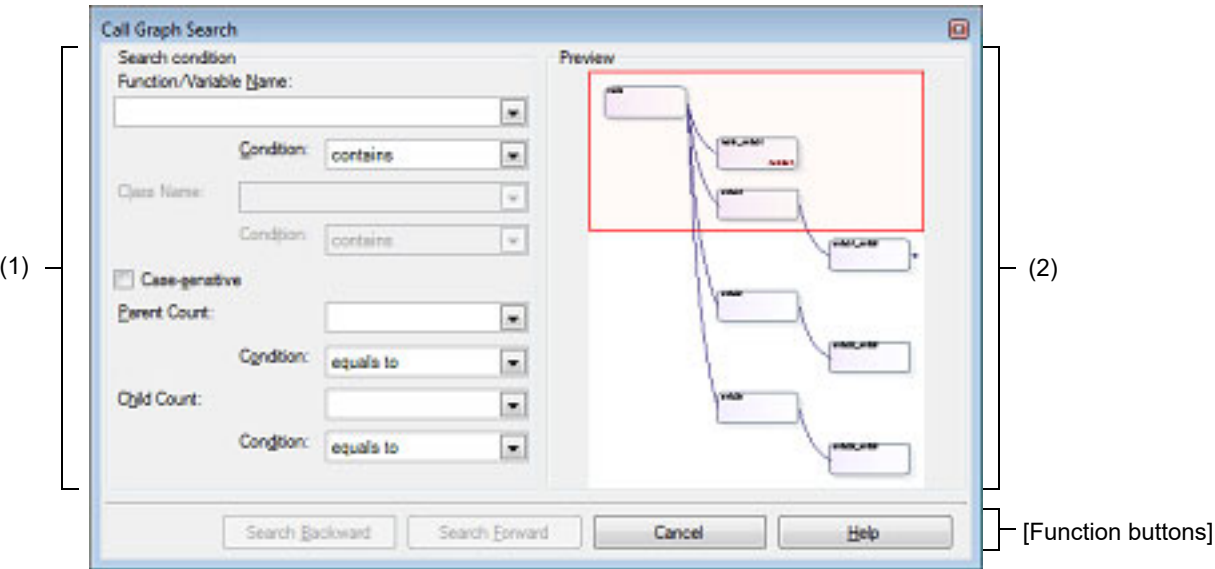 Call Graph Search
Search condition
Function/Variable Name:
Condition: contains
Class Name:
Condition: contains
Case-sensitive
Parent Count:
Condition: equals to
Child Count:
Condition: equals to
Preview
(1)
(2)
Search Backward Search Forward Cancel Help
[Function buttons]